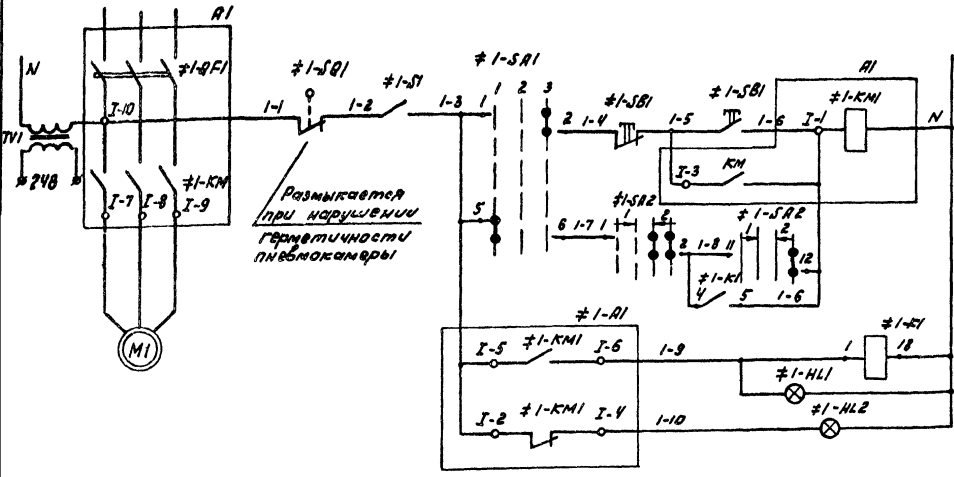 A1
N
≠1-QF1
≠1-SQ1
≠1-SA1
≠1-S1
1 2 3
A1
≠1-SB1
≠1-SB1
≠1-KM1
TV1
I-10
1-1
1-2
1-3
1
2
1-4
1-5
1-6
I-1
N
24В
I-7
I-8
I-9
≠1-KM
I-3
KM
Размыкается
при нарушении
герметичности
пневмокамеры
5
6
1-7
1
≠1-SA2
1 2
2
1-8
11
≠1-SA2
1 2
12
≠1-K1
4
5
1-6
M1
≠1-A1
I-5
≠1-KM1
I-6
1-9
1
≠1-K1
18
≠1-HL1
I-2
≠1-KM1
I-4
1-10
≠1-HL2